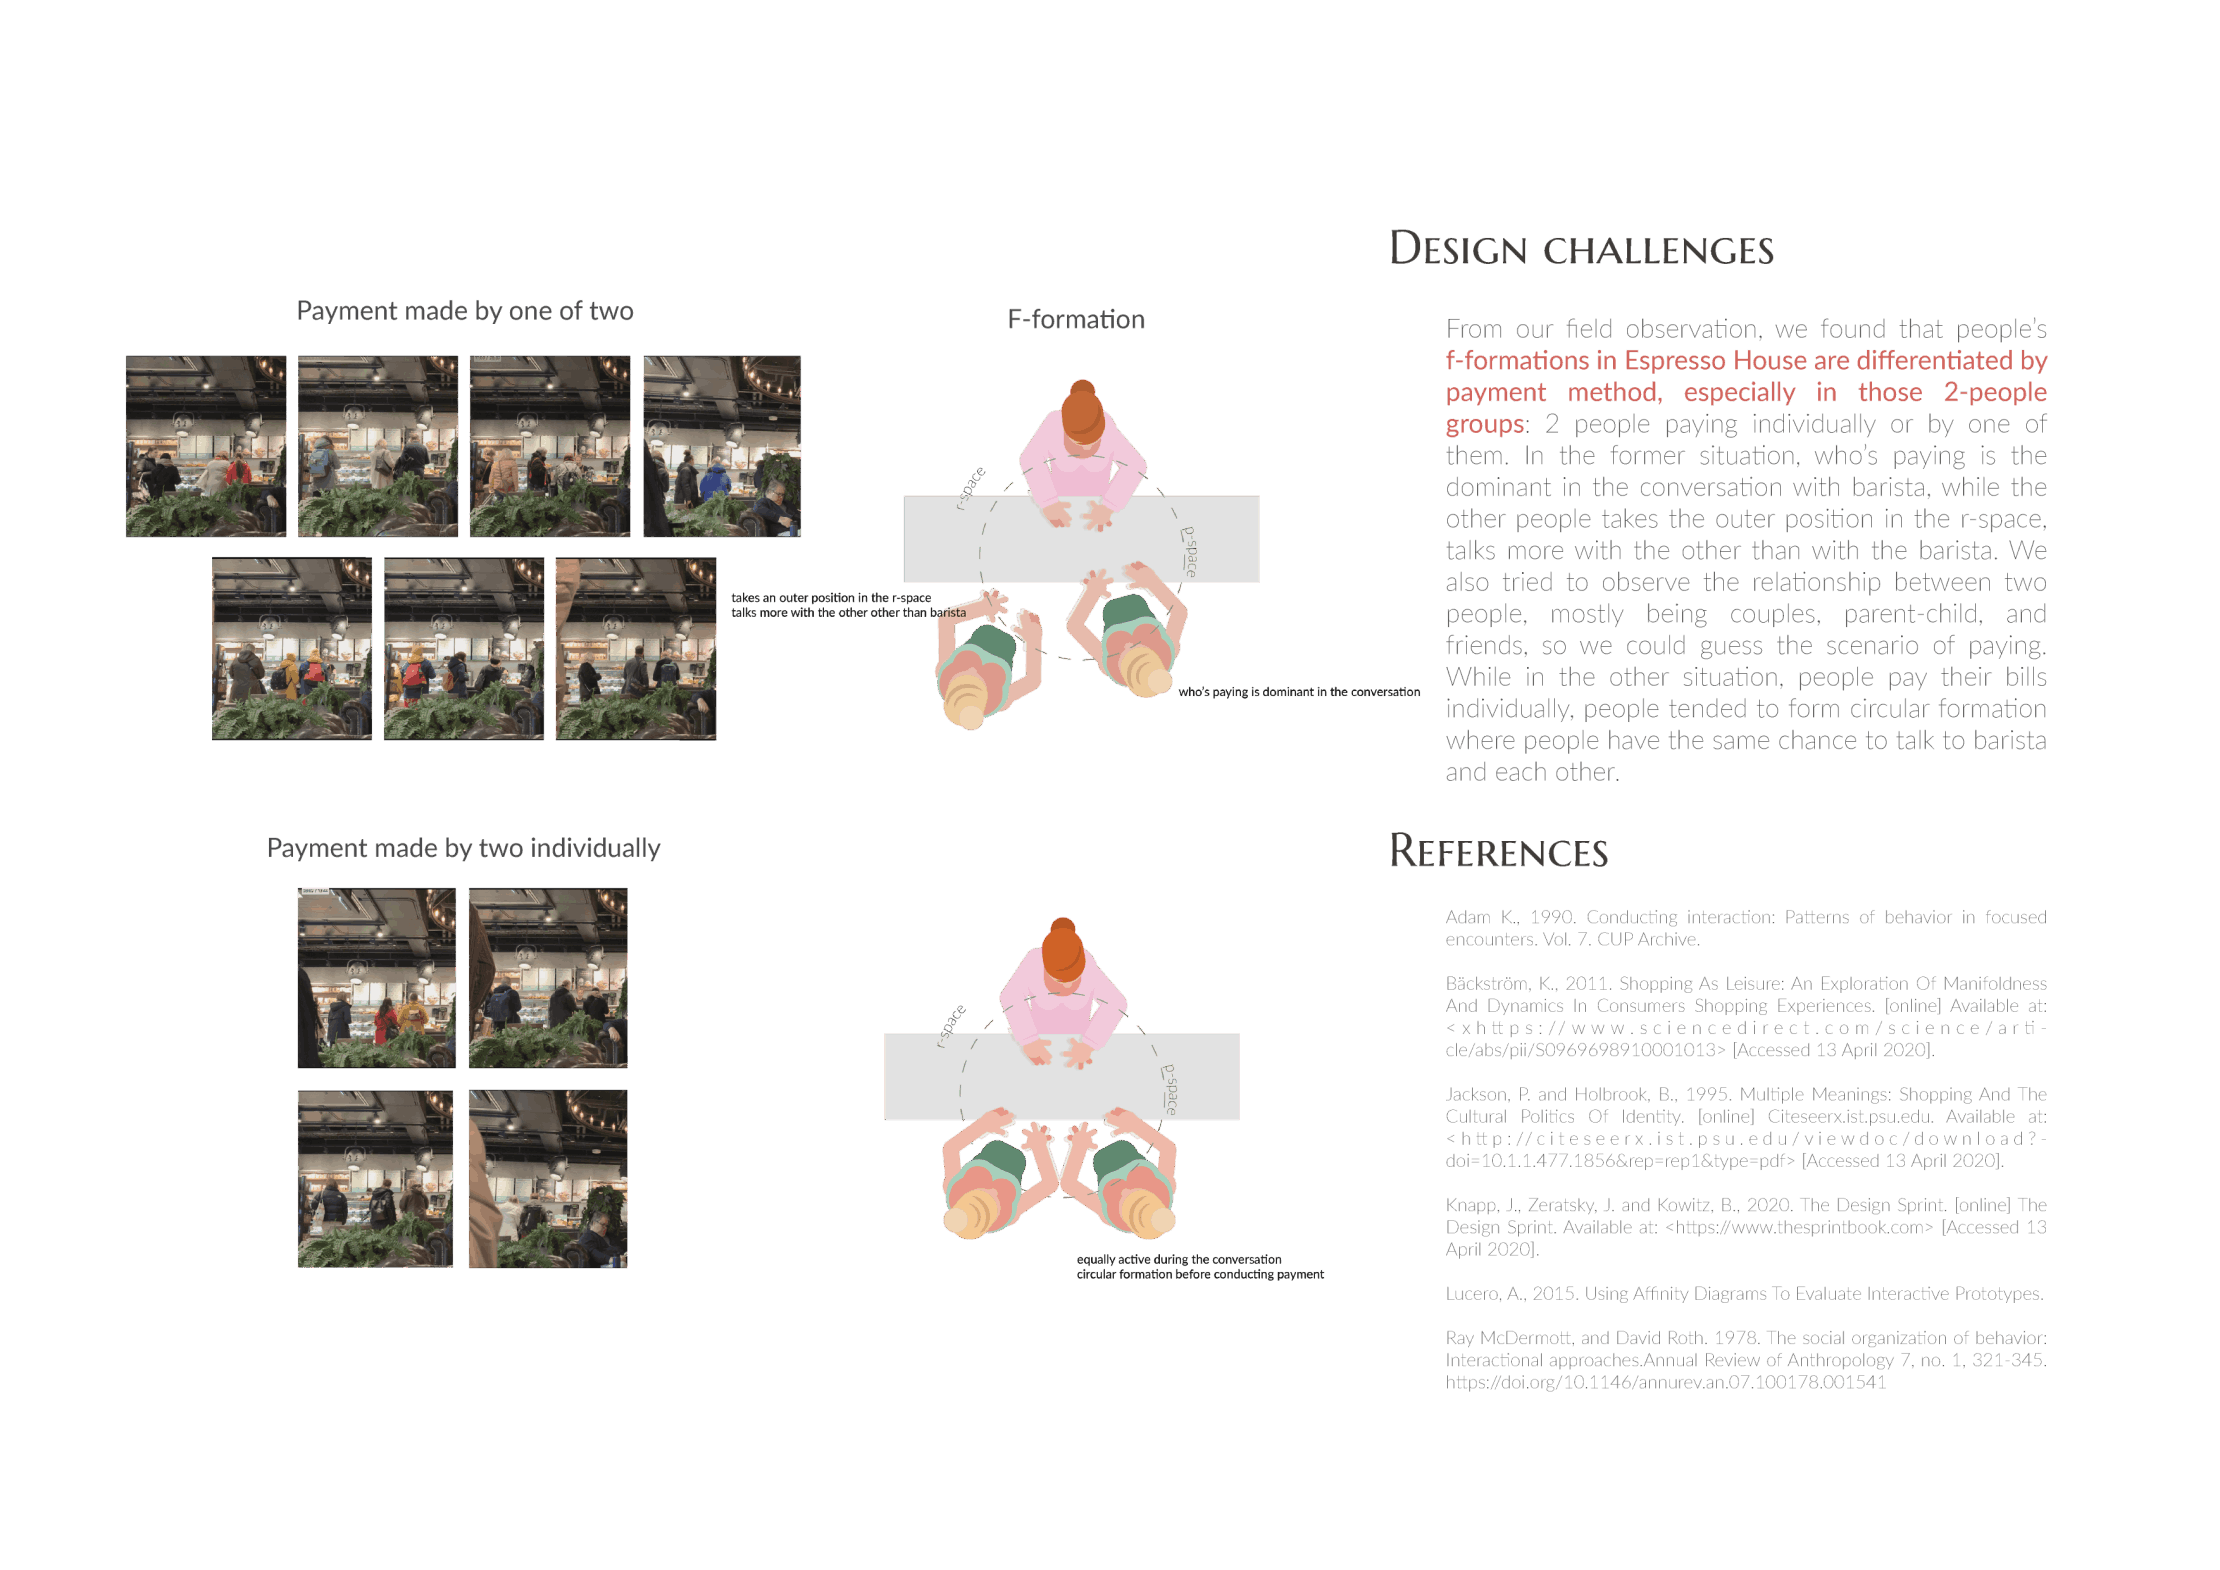 Payment made by one of two
F-formation
r-space
p-space
takes an outer position in the r-space
talks more with the other other than barista
who's paying is dominant in the conversation
Payment made by two individually
r-space
p-space
equally active during the conversation
circular formation before conducting payment
Design challenges
From our field observation, we found that people's
f-formations in Espresso House are differentiated by
payment method, especially in those 2-people
groups: 2 people paying individually or by one of
them. In the former situation, who's paying is the
dominant in the conversation with barista, while the
other people takes the outer position in the r-space,
talks more with the other than with the barista. We
also tried to observe the relationship between two
people, mostly being couples, parent-child, and
friends, so we could guess the scenario of paying.
While in the other situation, people pay their bills
individually, people tended to form circular formation
where people have the same chance to talk to barista
and each other.
References
Adam K., 1990. Conducting interaction: Patterns of behavior in focused
encounters. Vol. 7. CUP Archive.
Bäckström, K., 2011. Shopping As Leisure: An Exploration Of Manifoldness
And Dynamics In Consumers Shopping Experiences. [online] Available at:
<xhttps://www.sciencedirect.com/science/arti-
cle/abs/pii/S0969698910001013> [Accessed 13 April 2020].
Jackson, P. and Holbrook, B., 1995. Multiple Meanings: Shopping And The
Cultural Politics Of Identity. [online] Citeseerx.ist.psu.edu. Available at:
<http://citeseerx.ist.psu.edu/viewdoc/download?-
doi=10.1.1.477.1856&rep=rep1&type=pdf> [Accessed 13 April 2020].
Knapp, J., Zeratsky, J. and Kowitz, B., 2020. The Design Sprint. [online] The
Design Sprint. Available at: <https://www.thesprintbook.com> [Accessed 13
April 2020].
Lucero, A., 2015. Using Affinity Diagrams To Evaluate Interactive Prototypes.
Ray McDermott, and David Roth. 1978. The social organization of behavior:
Interactional approaches.Annual Review of Anthropology 7, no. 1, 321-345.
https://doi.org/10.1146/annurev.an.07.100178.001541